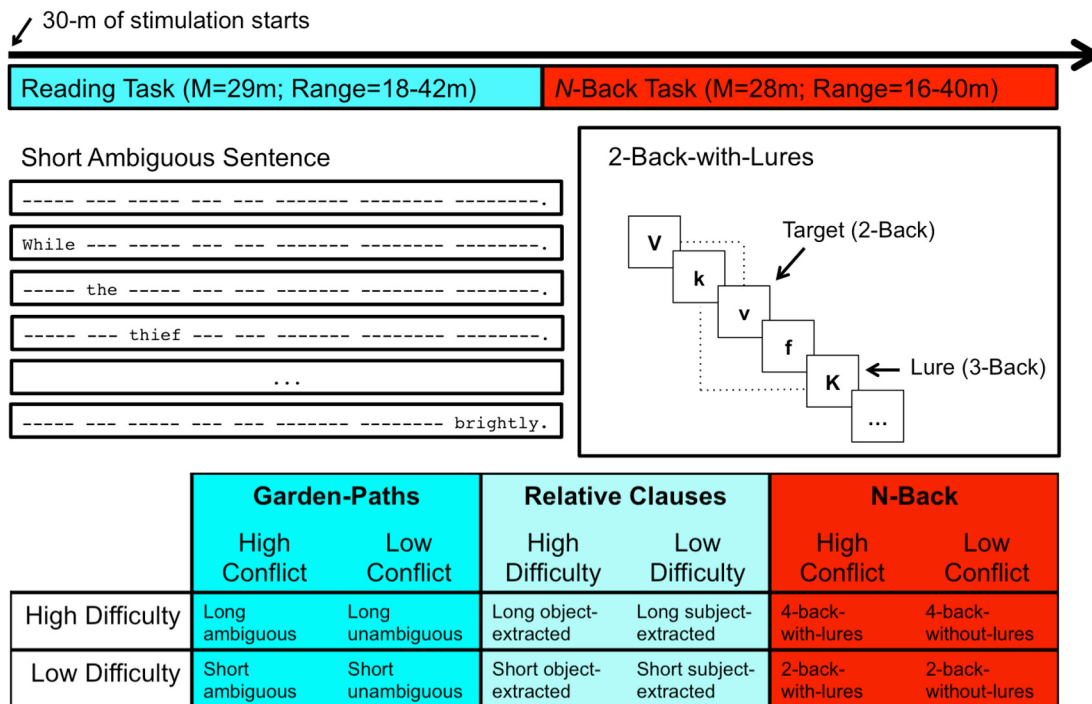 30-m of stimulation starts
Reading Task (M=29m; Range=18-42m)
N-Back Task (M=28m; Range=16-40m)
Short Ambiguous Sentence
----- --- ----- --- --- ------- -------- --------.
While --- ----- --- --- ------- -------- --------.
----- the ----- --- --- ------- -------- --------.
----- --- thief --- --- ------- -------- --------.
...
----- --- ----- --- --- ------- -------- brightly.
2-Back-with-Lures
V
k
v
f
K
...
Target (2-Back)
Lure (3-Back)
Garden-Paths
Relative Clauses
N-Back
High Conflict
Low Conflict
High Difficulty
Low Difficulty
High Conflict
Low Conflict
High Difficulty
Long ambiguous
Long unambiguous
Long object-extracted
Long subject-extracted
4-back-with-lures
4-back-without-lures
Low Difficulty
Short ambiguous
Short unambiguous
Short object-extracted
Short subject-extracted
2-back-with-lures
2-back-without-lures